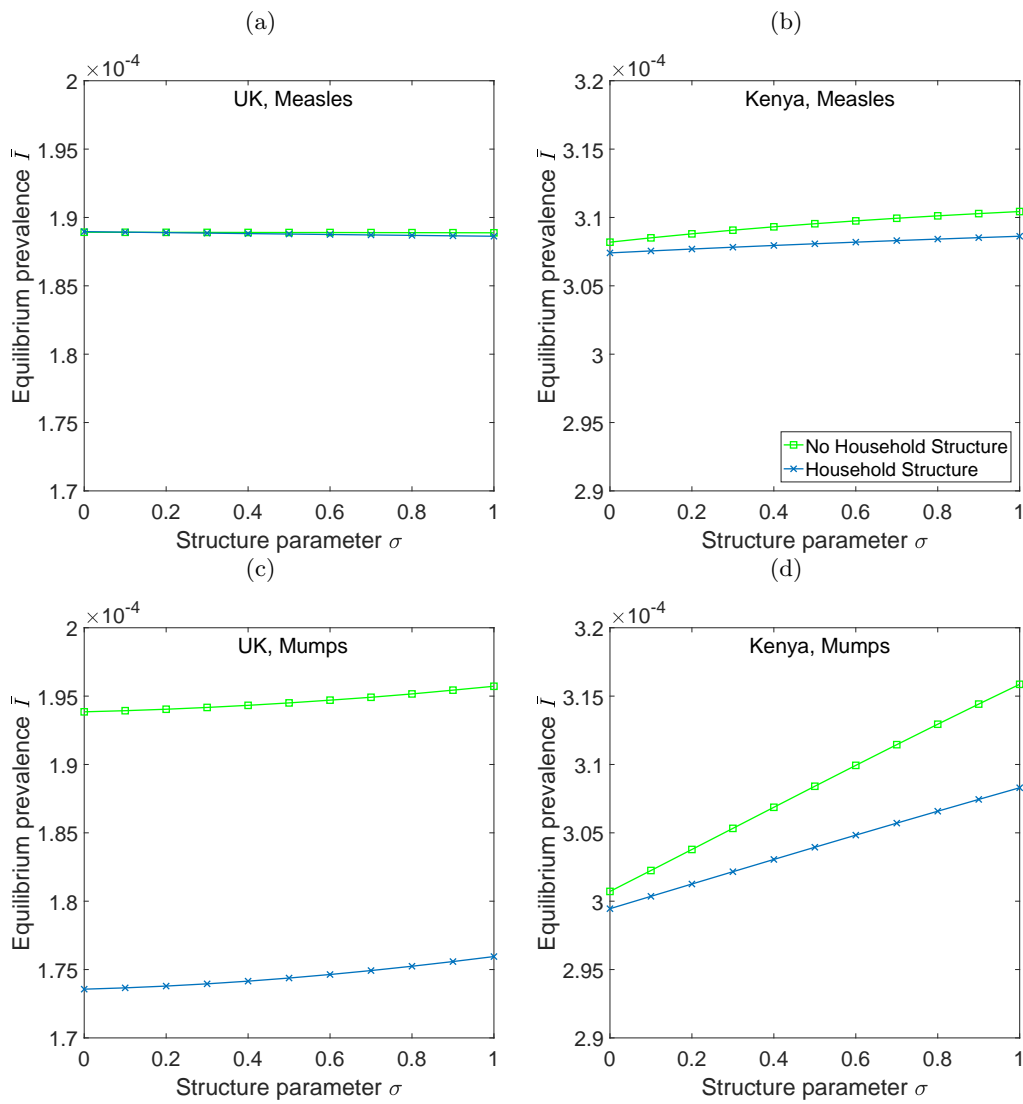 (a)
×10⁻⁴
UK, Measles
2
1.95
1.9
1.85
1.8
1.75
1.7
Equilibrium prevalence Ī
0 0.2 0.4 0.6 0.8 1
Structure parameter σ
(b)
×10⁻⁴
Kenya, Measles
3.2
3.15
3.1
3.05
3
2.95
2.9
Equilibrium prevalence Ī
No Household Structure
Household Structure
0 0.2 0.4 0.6 0.8 1
Structure parameter σ
(c)
×10⁻⁴
UK, Mumps
2
1.95
1.9
1.85
1.8
1.75
1.7
Equilibrium prevalence Ī
0 0.2 0.4 0.6 0.8 1
Structure parameter σ
(d)
×10⁻⁴
Kenya, Mumps
3.2
3.15
3.1
3.05
3
2.95
2.9
Equilibrium prevalence Ī
0 0.2 0.4 0.6 0.8 1
Structure parameter σ